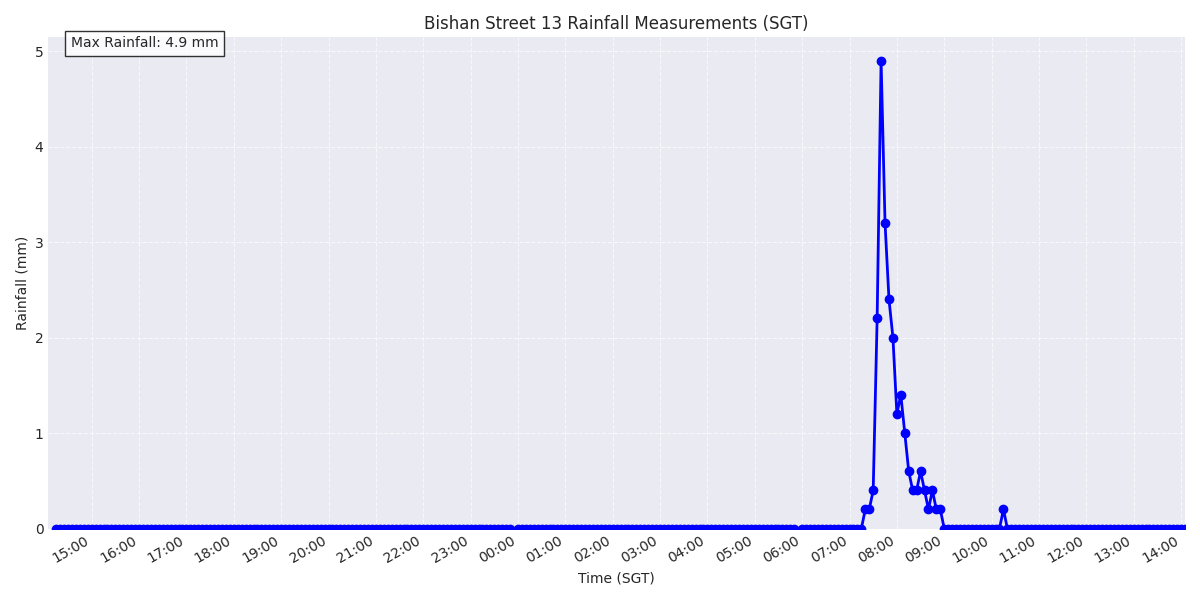 Bishan Street 13 Rainfall Measurements (SGT)
Max Rainfall: 4.9 mm
5
4
3
2
1
0
Rainfall (mm)
15:00 16:00 17:00 18:00 19:00 20:00 21:00 22:00 23:00 00:00 01:00 02:00 03:00 04:00 05:00 06:00 07:00 08:00 09:00 10:00 11:00 12:00 13:00 14:00
Time (SGT)